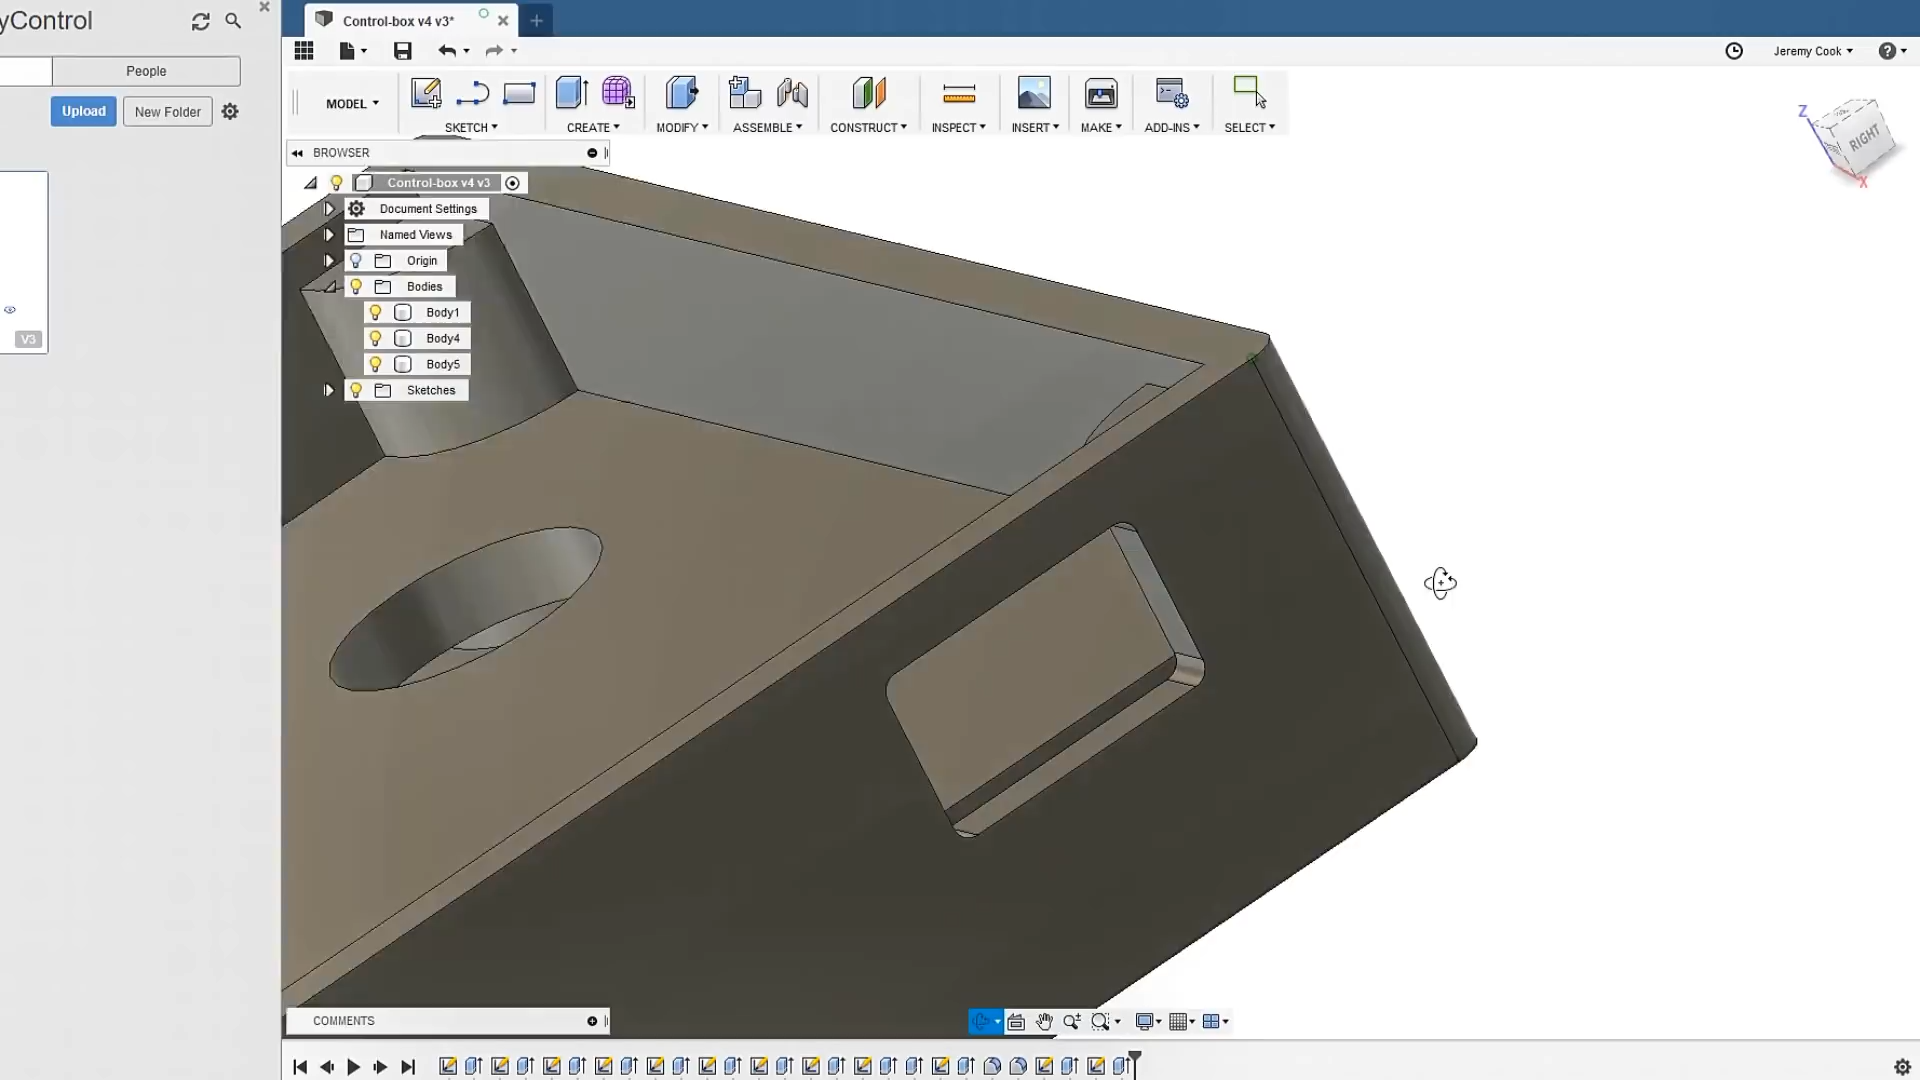 yControl
Control-box v4 v3*
Jeremy Cook
People
Upload
New Folder
MODEL
SKETCH
CREATE
MODIFY
ASSEMBLE
CONSTRUCT
INSPECT
INSERT
MAKE
ADD-INS
SELECT
Z
RIGHT
X
BROWSER
Control-box v4 v3
Document Settings
Named Views
Origin
Bodies
Body1
Body4
Body5
Sketches
V3
COMMENTS